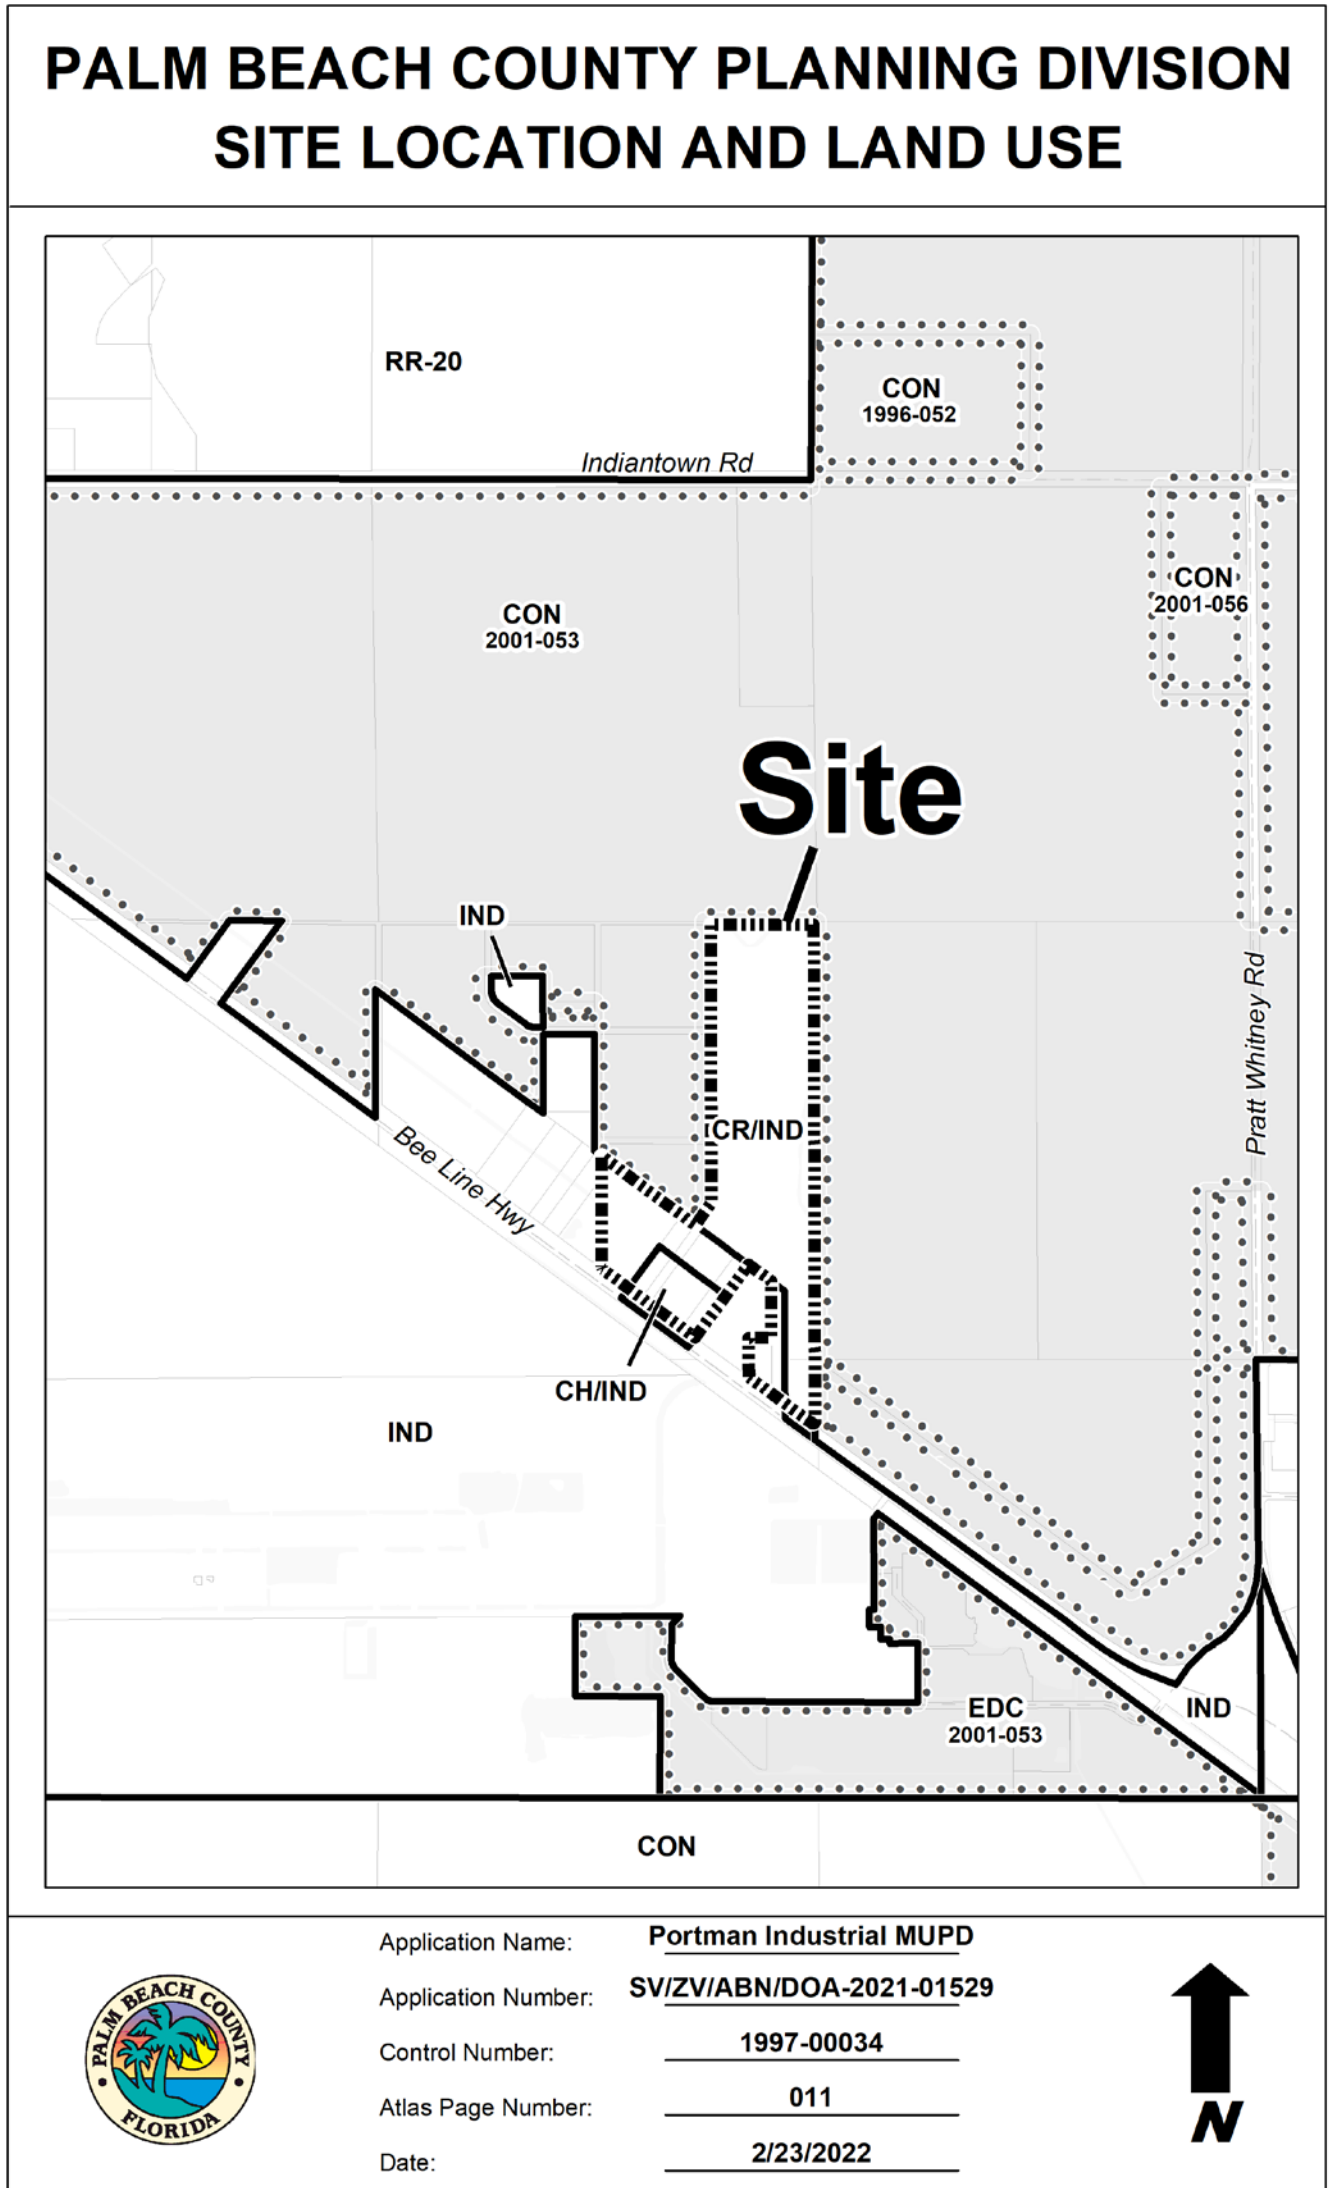 PALM BEACH COUNTY PLANNING DIVISION
SITE LOCATION AND LAND USE
RR-20
CON
1996-052
Indiantown Rd
CON
2001-056
CON
2001-053
Site
IND
Pratt Whitney Rd
CR/IND
Bee Line Hwy
CH/IND
IND
EDC
2001-053
IND
CON
Application Name: Portman Industrial MUPD
Application Number: SV/ZV/ABN/DOA-2021-01529
Control Number: 1997-00034
Atlas Page Number: 011
Date: 2/23/2022
PALM BEACH COUNTY
FLORIDA
N